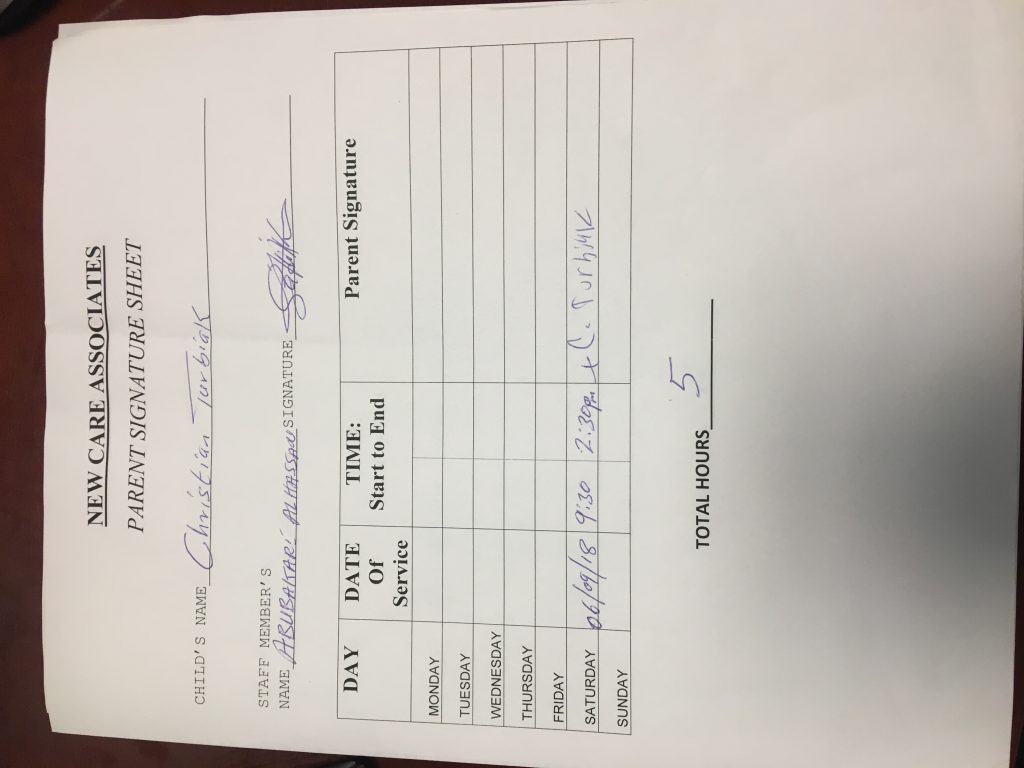 NEW CARE ASSOCIATES
PARENT SIGNATURE SHEET
CHILD'S NAME Christian Turbiak
STAFF MEMBER'S
NAME ABUBAKARI ALHASSAN SIGNATURE Sadik
DAY DATE Of Service TIME: Start to End Parent Signature
MONDAY
TUESDAY
WEDNESDAY
THURSDAY
FRIDAY
SATURDAY 06/09/18 9:30 2:30pm x C. Turbiak
SUNDAY
TOTAL HOURS 5